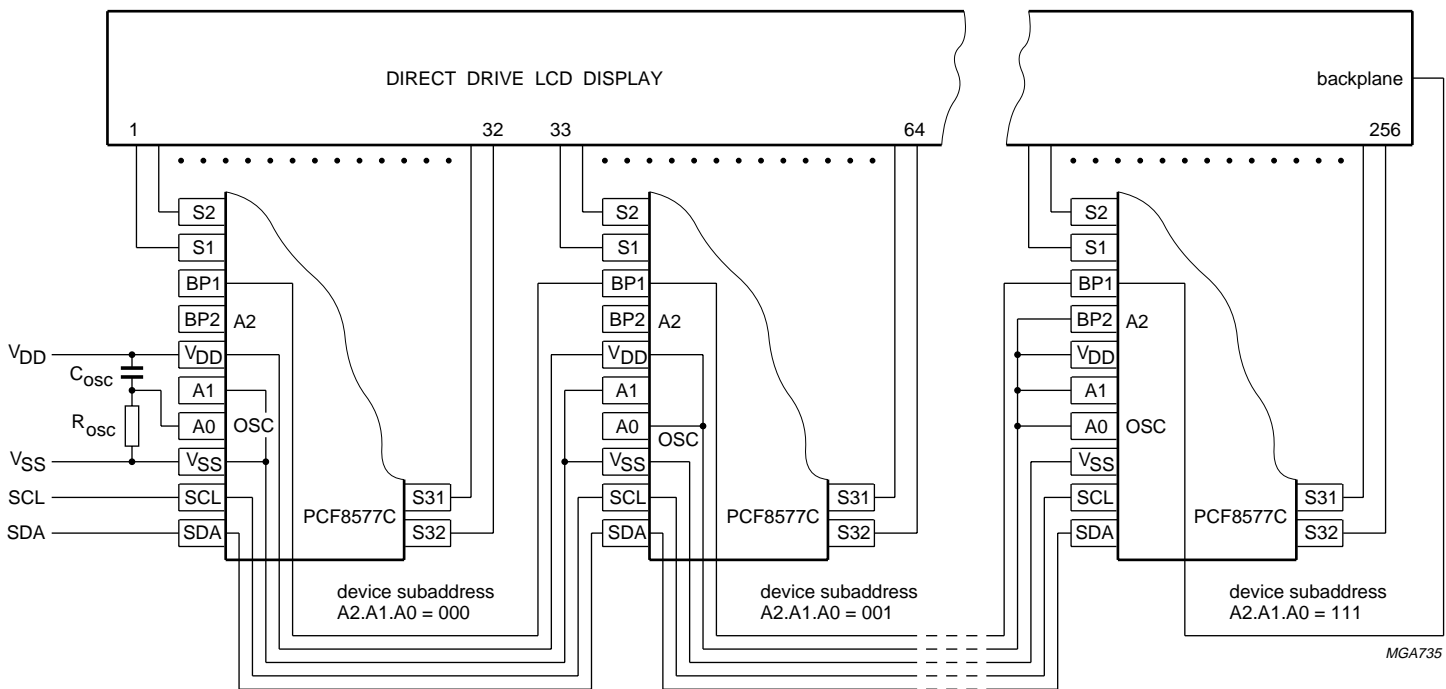 DIRECT DRIVE LCD DISPLAY
backplane
1 32 33 64 256
S2 S2 S2
S1 S1 S1
BP1 BP1 BP1
BP2 A2 BP2 A2 BP2 A2
VDD VDD VDD VDD
Cosc A1 A1 A1
Rosc A0 OSC A0 OSC A0 OSC
VSS VSS VSS VSS
SCL SCL S31 SCL S31 SCL S31
PCF8577C PCF8577C PCF8577C
SDA SDA S32 SDA S32 SDA S32
device subaddress device subaddress device subaddress
A2.A1.A0 = 000 A2.A1.A0 = 001 A2.A1.A0 = 111
MGA735